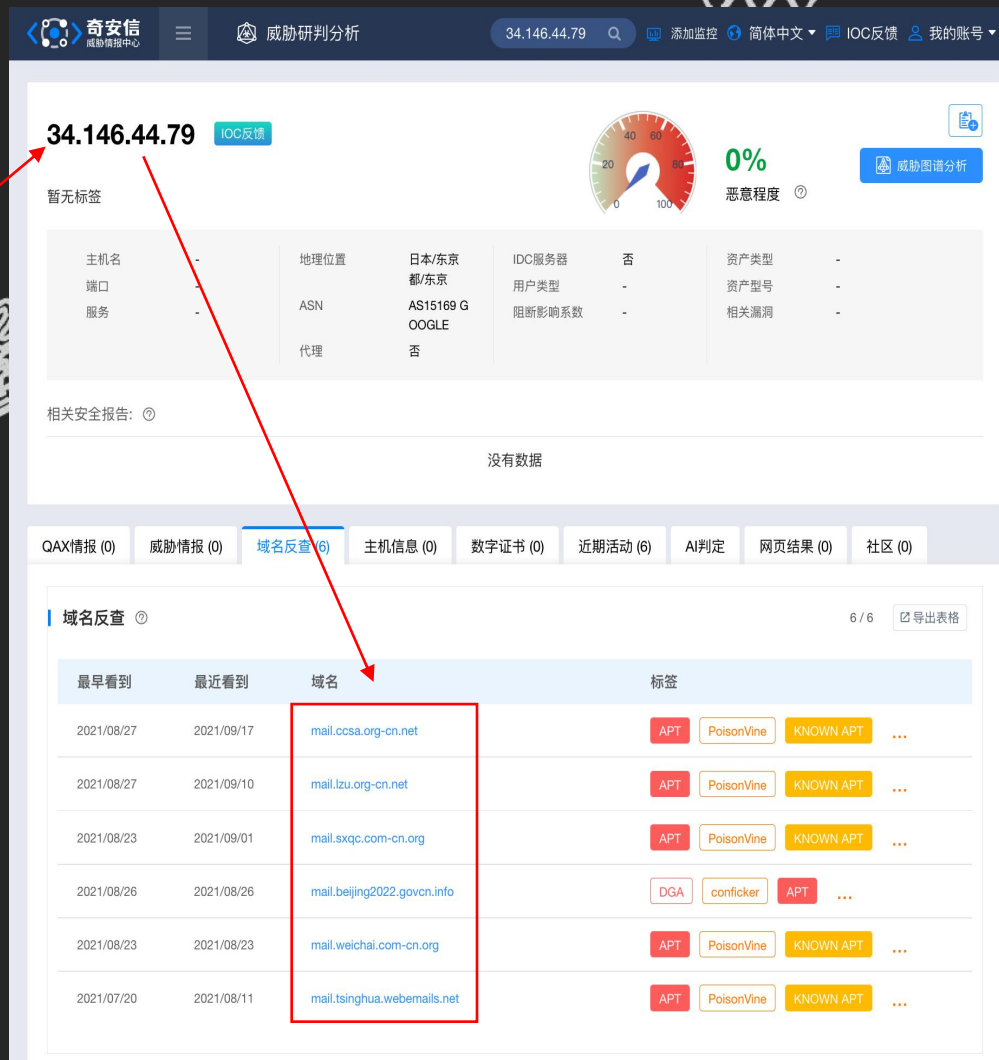 奇安信
威胁情报中心
威胁研判分析
34.146.44.79
添加监控
简体中文
IOC反馈
我的账号
34.146.44.79
IOC反馈
暂无标签
20
40
60
80
0
100
0%
恶意程度
威胁图谱分析
主机名 -
端口 -
服务 -
地理位置 日本/东京
都/东京
ASN AS15169 G
OOGLE
代理 否
IDC服务器 否
用户类型 -
阻断影响系数 -
资产类型 -
资产型号 -
相关漏洞 -
相关安全报告:
没有数据
QAX情报 (0) 威胁情报 (0) 域名反查 (6) 主机信息 (0) 数字证书 (0) 近期活动 (6) AI判定 网页结果 (0) 社区 (0)
域名反查
6 / 6
导出表格
最早看到 最近看到 域名 标签
2021/08/27 2021/09/17 mail.ccsa.org-cn.net APT PoisonVine KNOWN APT ...
2021/08/27 2021/09/10 mail.lzu.org-cn.net APT PoisonVine KNOWN APT ...
2021/08/23 2021/09/01 mail.sxqc.com-cn.org APT PoisonVine KNOWN APT ...
2021/08/26 2021/08/26 mail.beijing2022.govcn.info DGA conficker APT ...
2021/08/23 2021/08/23 mail.weichai.com-cn.org APT PoisonVine KNOWN APT ...
2021/07/20 2021/08/11 mail.tsinghua.webemails.net APT PoisonVine KNOWN APT ...